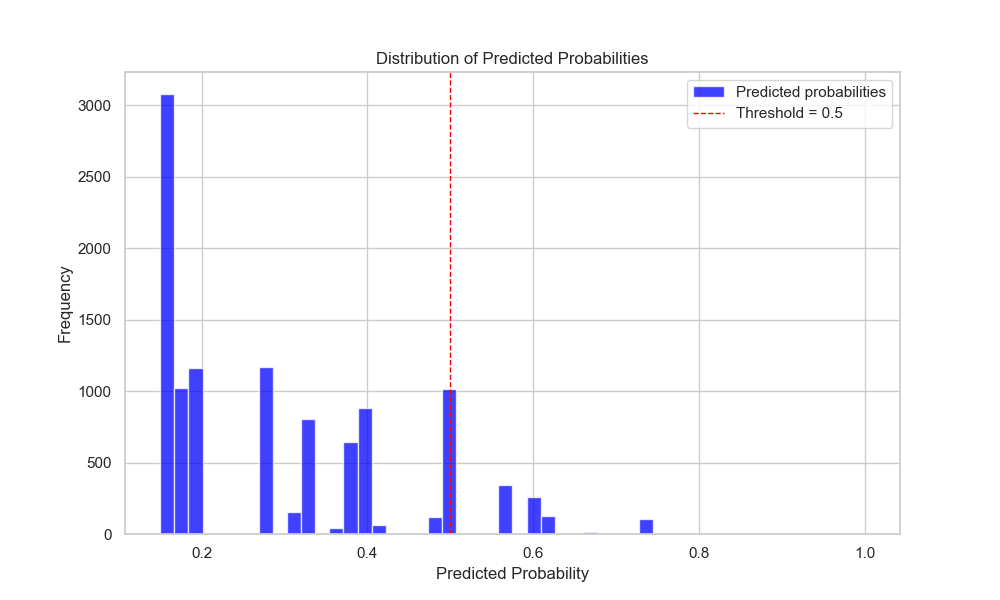 Distribution of Predicted Probabilities
Predicted probabilities
Threshold = 0.5
3000
2500
2000
1500
1000
500
0
Frequency
0.2 0.4 0.6 0.8 1.0
Predicted Probability